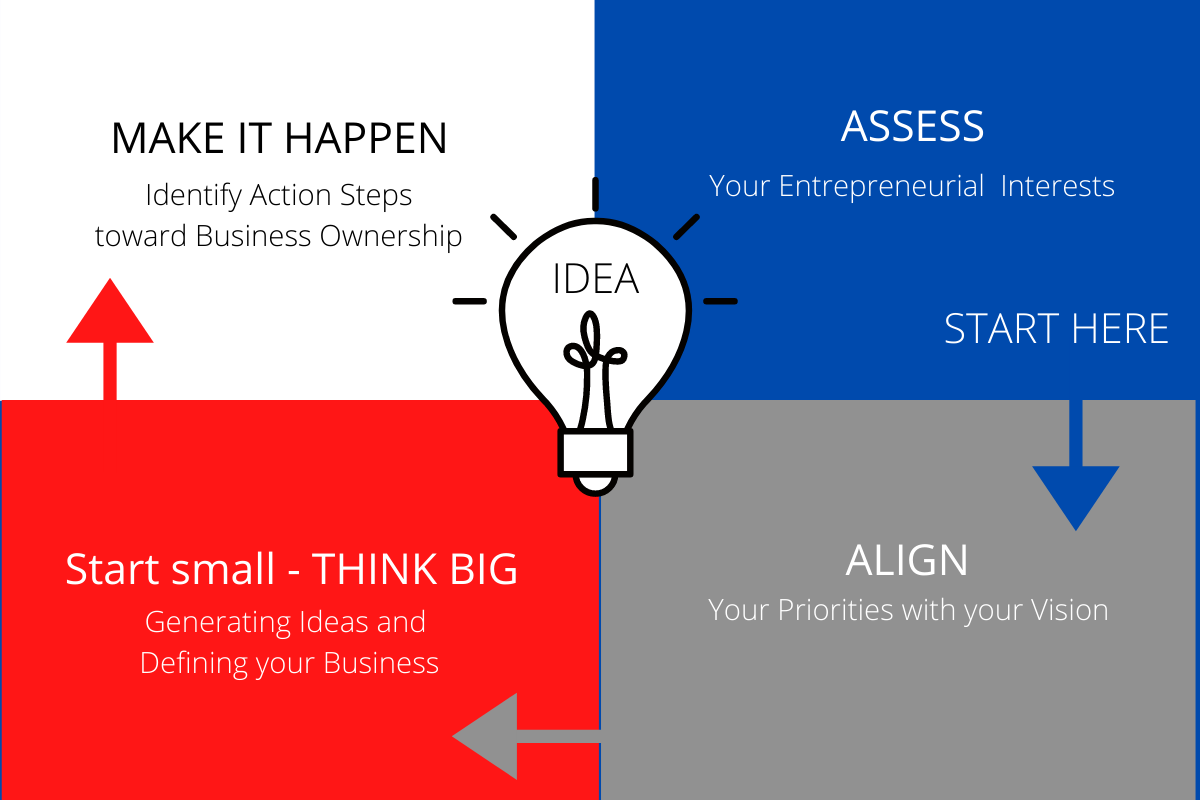 MAKE IT HAPPEN
Identify Action Steps
toward Business Ownership
ASSESS
Your Entrepreneurial  Interests
IDEA
START HERE
Start small - THINK BIG
Generating Ideas and
Defining your Business
ALIGN
Your Priorities with your Vision